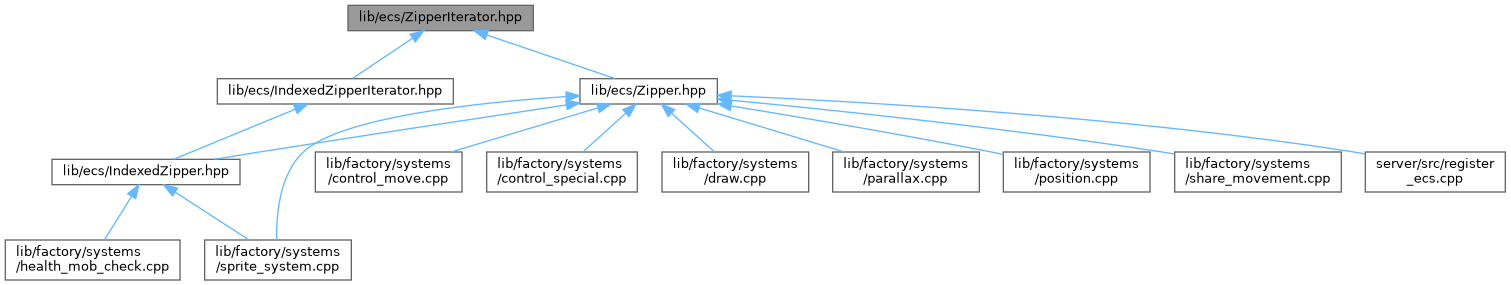 lib/ecs/ZipperIterator.hpp
lib/ecs/IndexedZipperIterator.hpp
lib/ecs/Zipper.hpp
lib/ecs/IndexedZipper.hpp
lib/factory/systems
/control_move.cpp
lib/factory/systems
/control_special.cpp
lib/factory/systems
/draw.cpp
lib/factory/systems
/parallax.cpp
lib/factory/systems
/position.cpp
lib/factory/systems
/share_movement.cpp
server/src/register
_ecs.cpp
lib/factory/systems
/health_mob_check.cpp
lib/factory/systems
/sprite_system.cpp